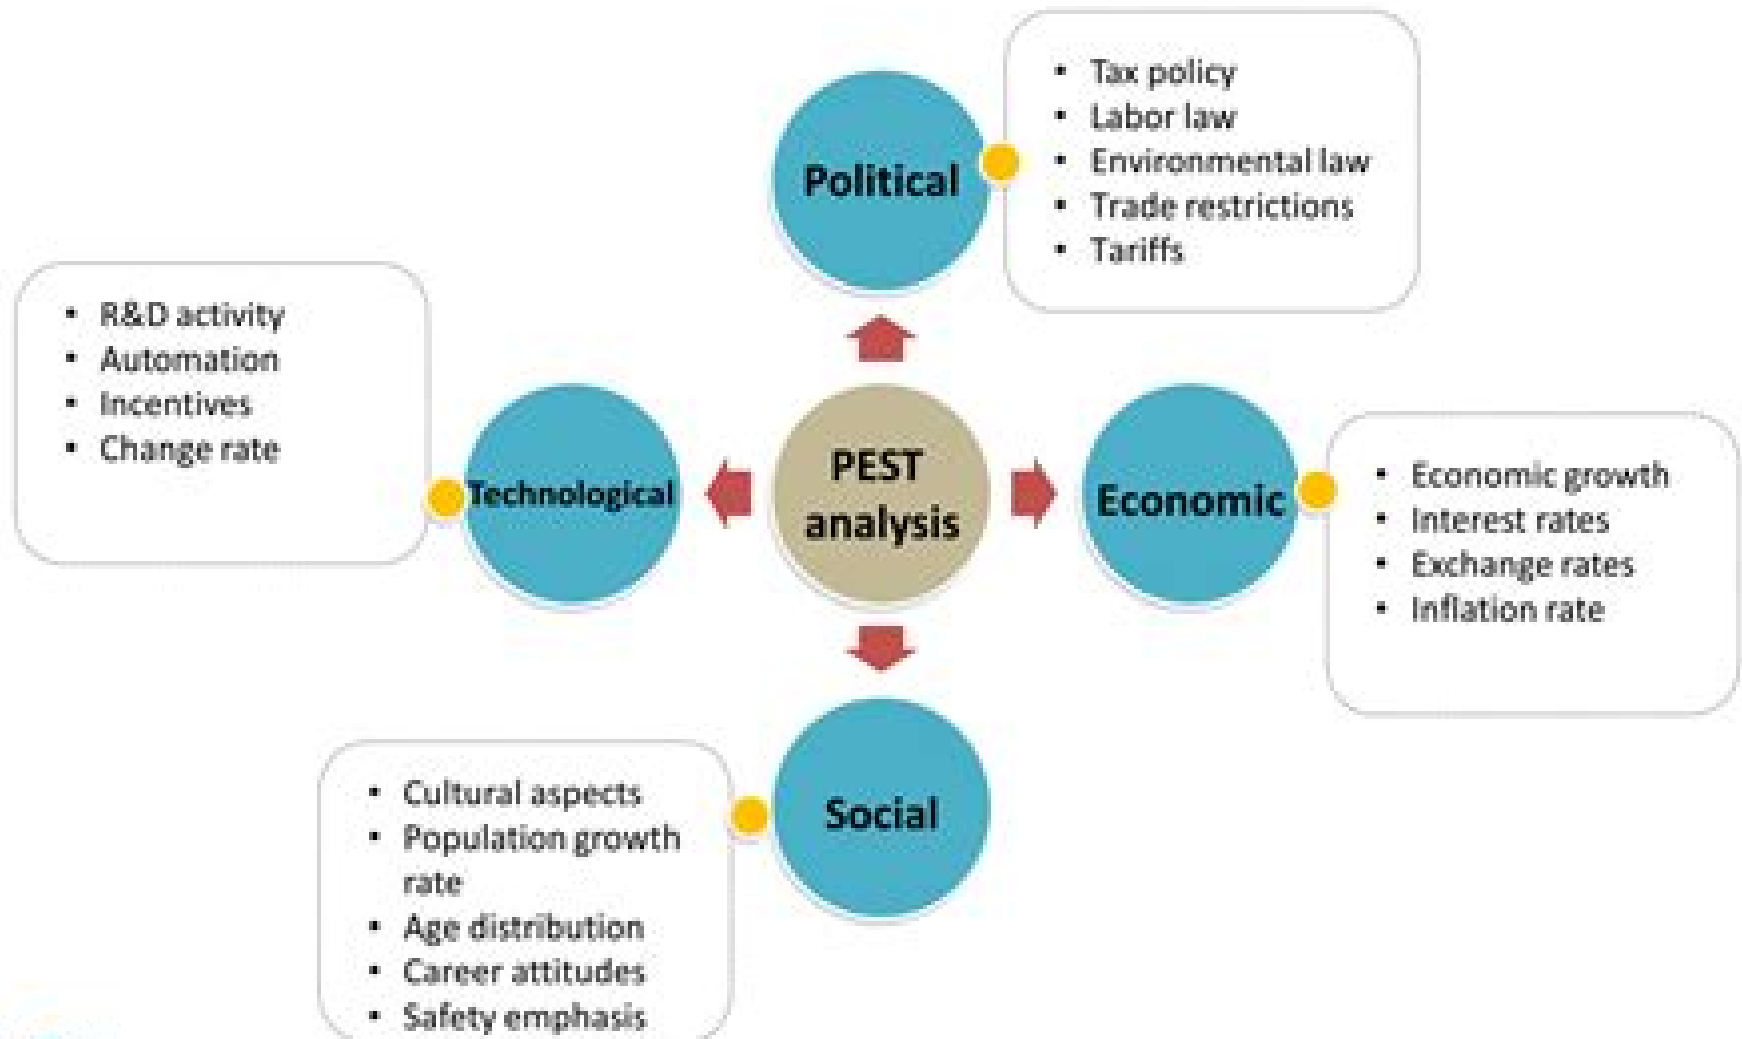 Political
• Tax policy
• Labor law
• Environmental law
• Trade restrictions
• Tariffs
• R&D activity
• Automation
• Incentives
• Change rate
Technological
PEST
analysis
Economic
• Economic growth
• Interest rates
• Exchange rates
• Inflation rate
Social
• Cultural aspects
• Population growth
rate
• Age distribution
• Career attitudes
• Safety emphasis